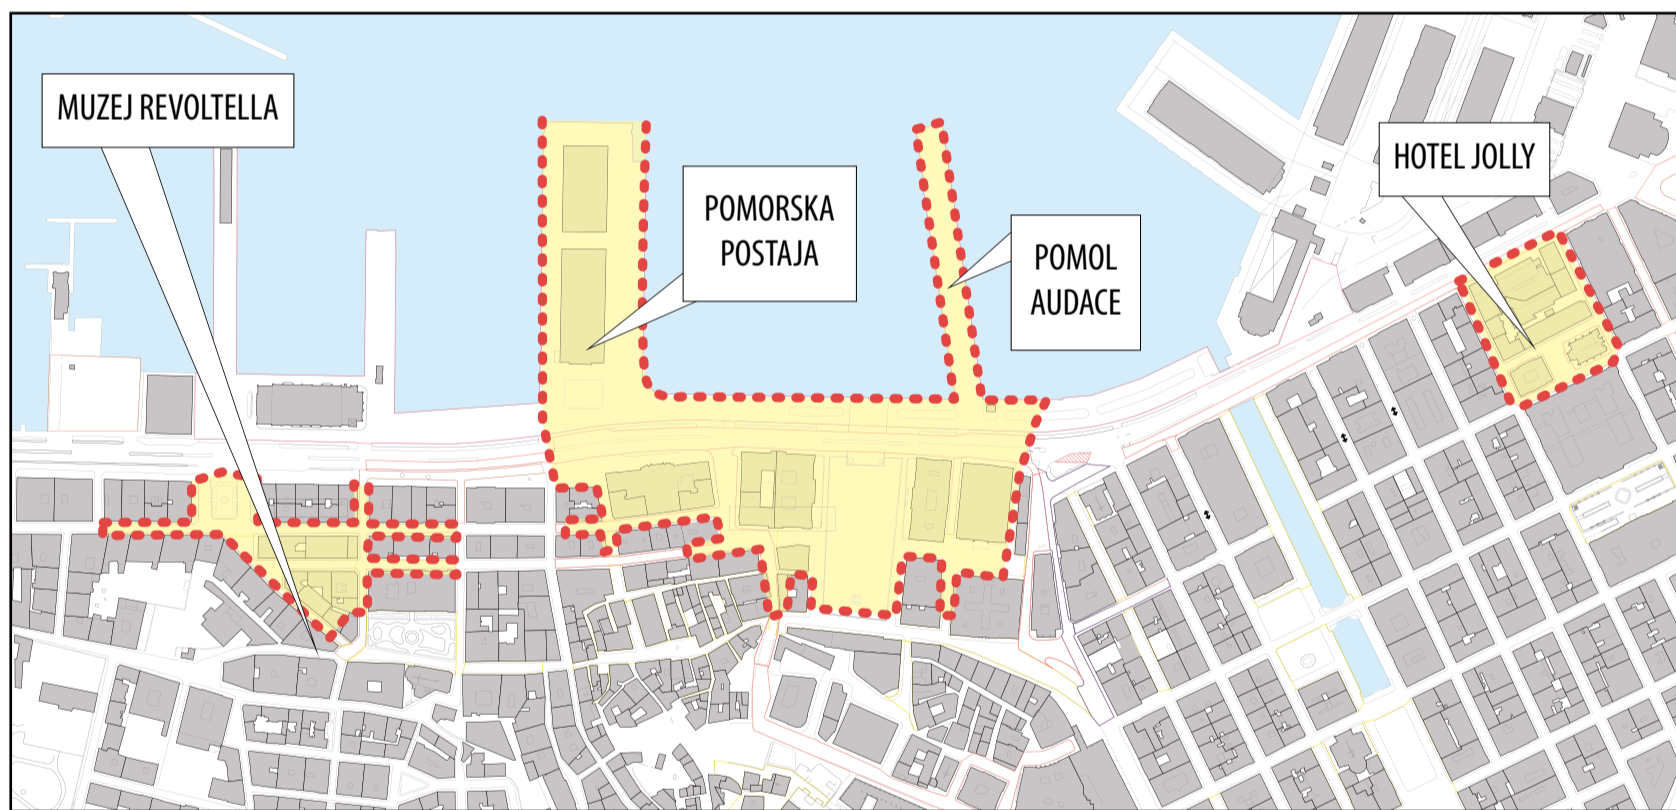 MUZEJ REVOLTELLA
POMORSKA
POSTAJA
POMOL
AUDACE
HOTEL JOLLY